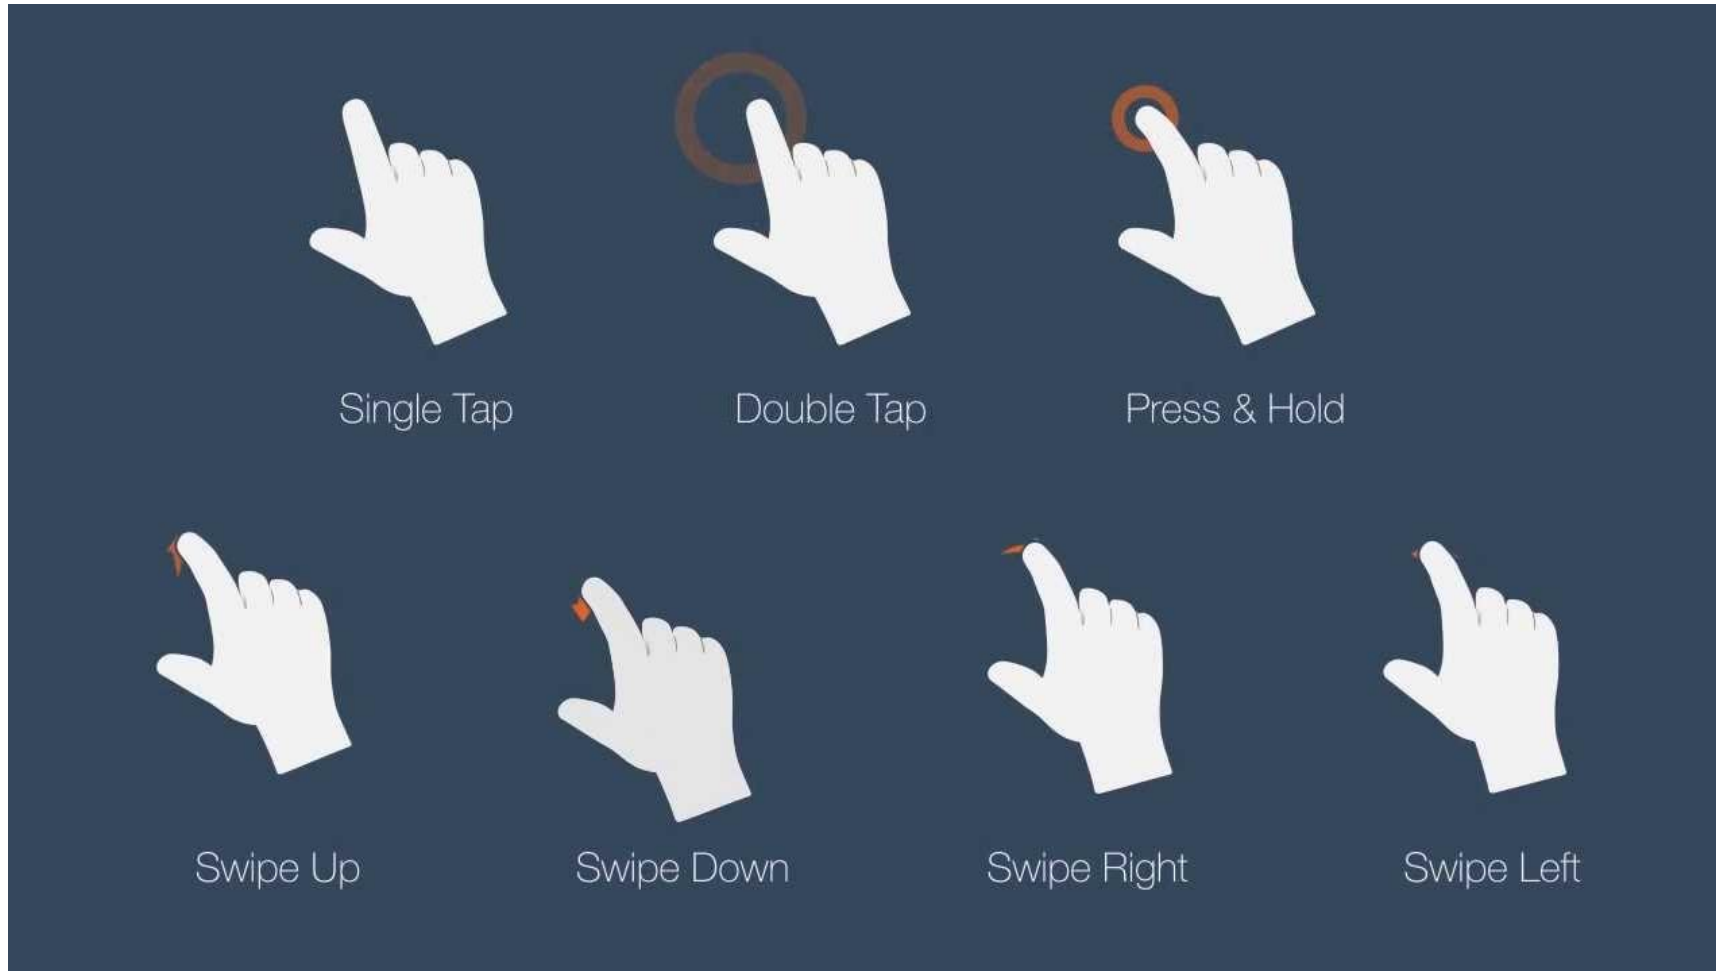 Single Tap
Double Tap
Press & Hold
Swipe Up
Swipe Down
Swipe Right
Swipe Left